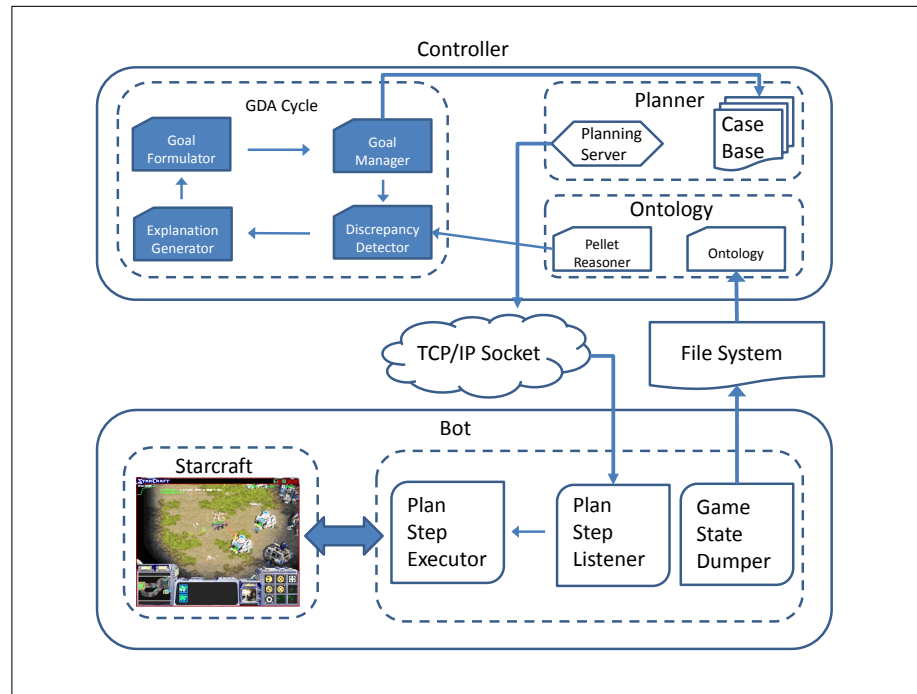 Controller
GDA Cycle
Goal
Formulator
Goal
Manager
Explanation
Generator
Discrepancy
Detector
Planner
Planning
Server
Case
Base
Ontology
Pellet
Reasoner
Ontology
TCP/IP Socket
File System
Bot
Starcraft
STARCRAFT
Plan
Step
Executor
Plan
Step
Listener
Game
State
Dumper